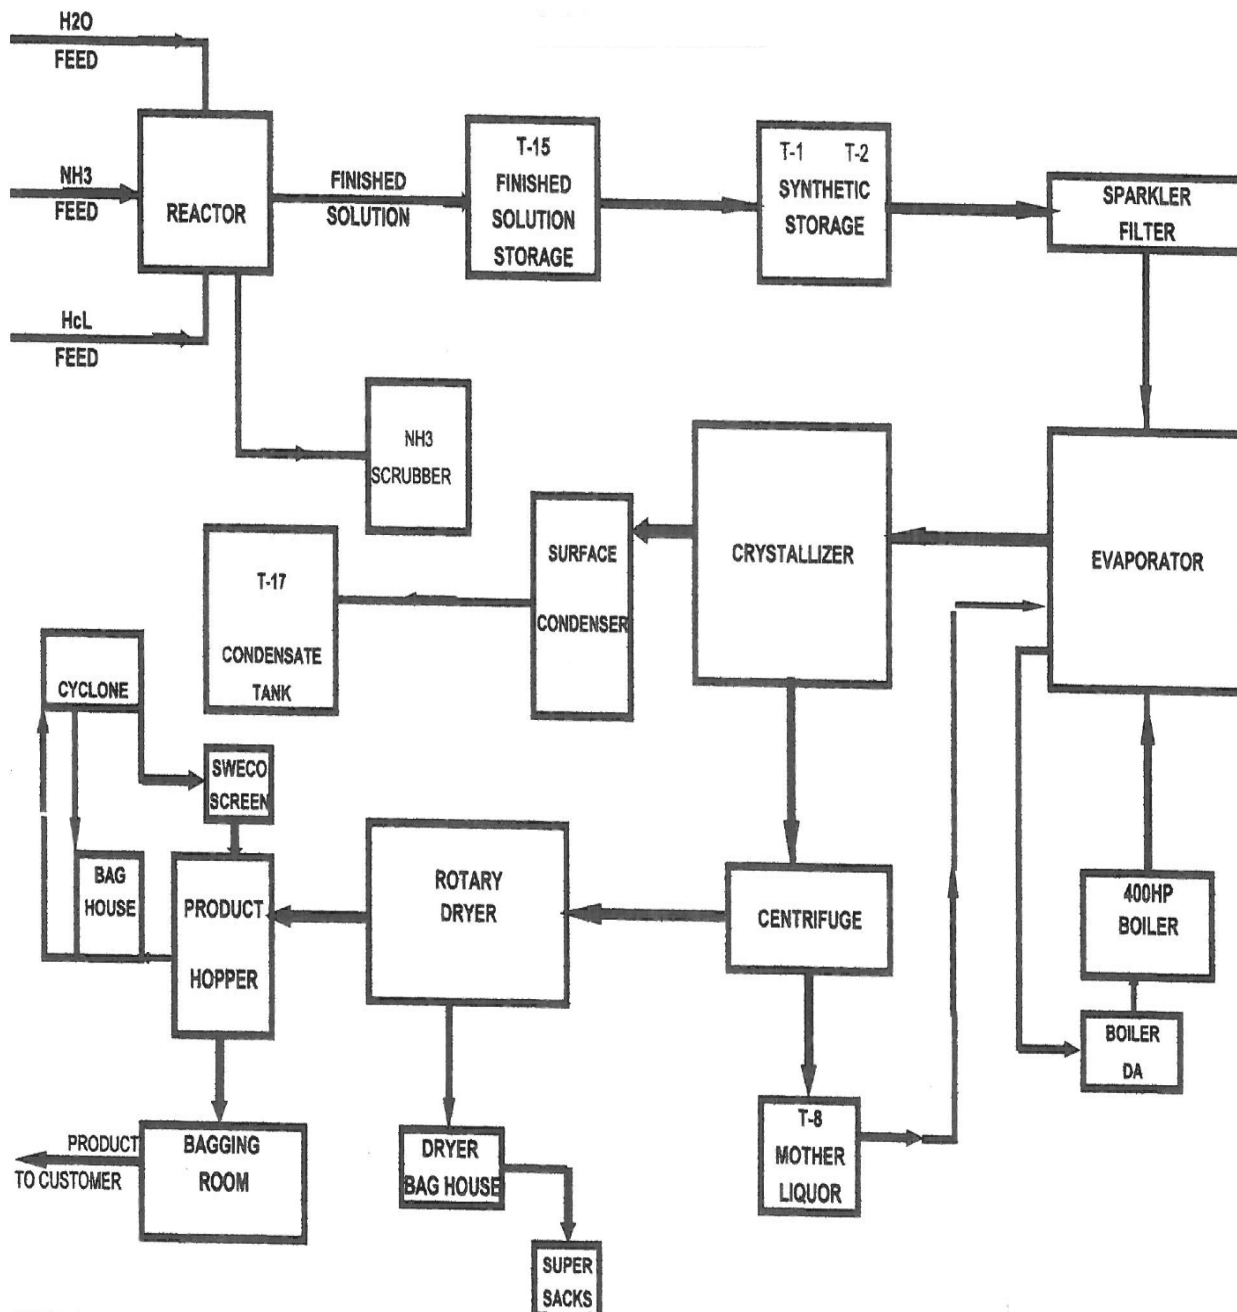 H2O
FEED
NH3
FEED
HcL
FEED
REACTOR
FINISHED
SOLUTION
T-15
FINISHED
SOLUTION
STORAGE
T-1 T-2
SYNTHETIC
STORAGE
SPARKLER
FILTER
NH3
SCRUBBER
T-17
CONDENSATE
TANK
SURFACE
CONDENSER
CRYSTALLIZER
EVAPORATOR
CYCLONE
SWECO
SCREEN
BAG
HOUSE
PRODUCT
HOPPER
ROTARY
DRYER
CENTRIFUGE
400HP
BOILER
BOILER
DA
T-8
MOTHER
LIQUOR
DRYER
BAG HOUSE
SUPER
SACKS
BAGGING
ROOM
PRODUCT
TO CUSTOMER